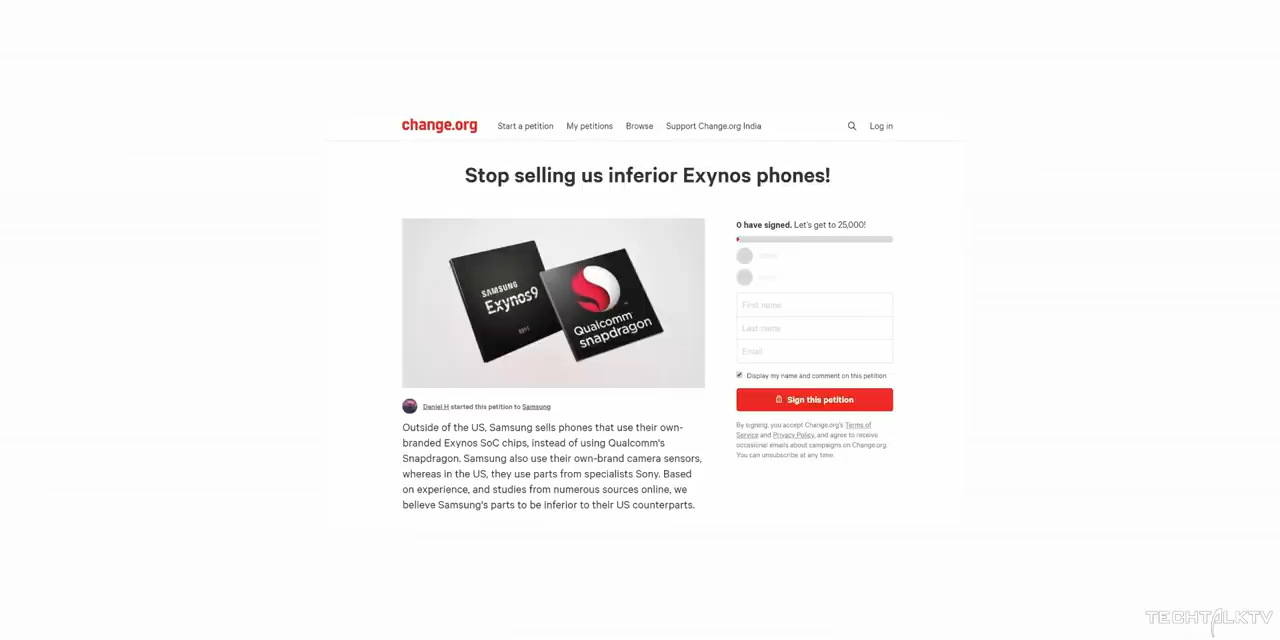 change.org Start a petition My petitions Browse Support Change.org India Log in
Stop selling us inferior Exynos phones!
SAMSUNG
Exynos9
Qualcomm
snapdragon
0 have signed. Let's get to 25,000!
First name
Last name
Email
Display my name and comment on this petition
Sign this petition
By signing, you accept Change.org's Terms of
Service and Privacy Policy, and agree to receive
occasional emails about campaigns on Change.org.
You can unsubscribe at any time.
Daniel H started this petition to Samsung
Outside of the US, Samsung sells phones that use their own-
branded Exynos SoC chips, instead of using Qualcomm's
Snapdragon. Samsung also use their own-brand camera sensors,
whereas in the US, they use parts from specialists Sony. Based
on experience, and studies from numerous sources online, we
believe Samsung's parts to be inferior to their US counterparts.
TECHTALKTV